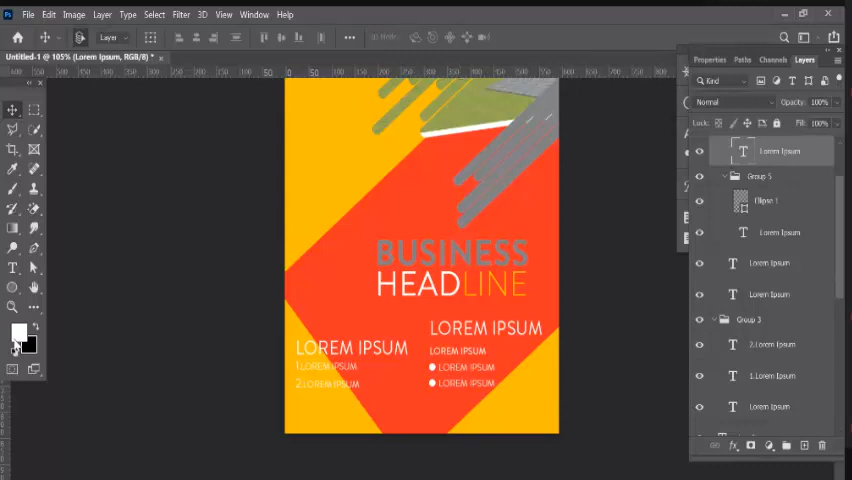 Ps File Edit Image Layer Type Select Filter 3D View Window Help
Layer
3D Mode:
Untitled-1 @ 105% (Lorem Ipsum, RGB/8) *
Properties Paths Channels Layers
Kind
Normal Opacity: 100%
Lock: Fill: 100%
Lorem Ipsum
Group 5
Ellipse 1
Lorem Ipsum
Lorem Ipsum
Lorem Ipsum
Group 3
2.Lorem Ipsum
1.Lorem Ipsum
Lorem Ipsum
BUSINESS
HEADLINE
LOREM IPSUM
LOREM IPSUM
LOREM IPSUM
LOREM IPSUM
LOREM IPSUM
1.LOREM IPSUM
2.LOREM IPSUM